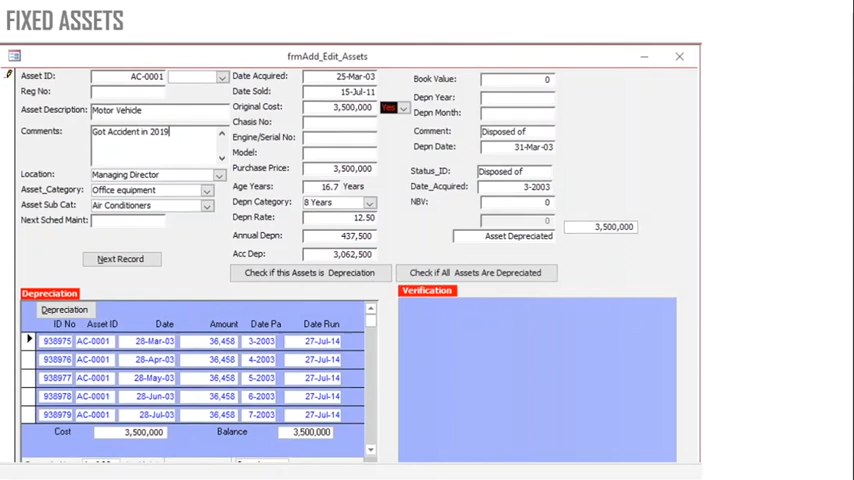 FIXED ASSETS
frmAdd_Edit_Assets
Asset ID: AC-0001
Reg No:
Asset Description: Motor Vehicle
Comments: Got Accident in 2019
Location: Managing Director
Asset_Category: Office equipment
Asset Sub Cat: Air Conditioners
Next Sched Maint:
Next Record
Date Acquired: 25-Mar-03
Date Sold: 15-Jul-11
Original Cost: 3,500,000 Yes
Chasis No:
Engine/Serial No:
Model:
Purchase Price: 3,500,000
Age Years: 16.7 Years
Depn Category: 8 Years
Depn Rate: 12.50
Annual Depn: 437,500
Acc Dep: 3,062,500
Book Value: 0
Depn Year:
Depn Month:
Comment: Disposed of
Depn Date: 31-Mar-03
Status_ID: Disposed of
Date_Acquired: 3-2003
NBV: 0
0
Asset Depreciated
3,500,000
Check if this Assets is Depreciation
Check if All Assets Are Depreciated
Depreciation
Depreciation
ID No Asset ID Date Amount Date Pa Date Run
938975 AC-0001 28-Mar-03 36,458 3-2003 27-Jul-14
938976 AC-0001 28-Apr-03 36,458 4-2003 27-Jul-14
938977 AC-0001 28-May-03 36,458 5-2003 27-Jul-14
938978 AC-0001 28-Jun-03 36,458 6-2003 27-Jul-14
938979 AC-0001 28-Jul-03 36,458 7-2003 27-Jul-14
Cost 3,500,000 Balance 3,500,000
Verification